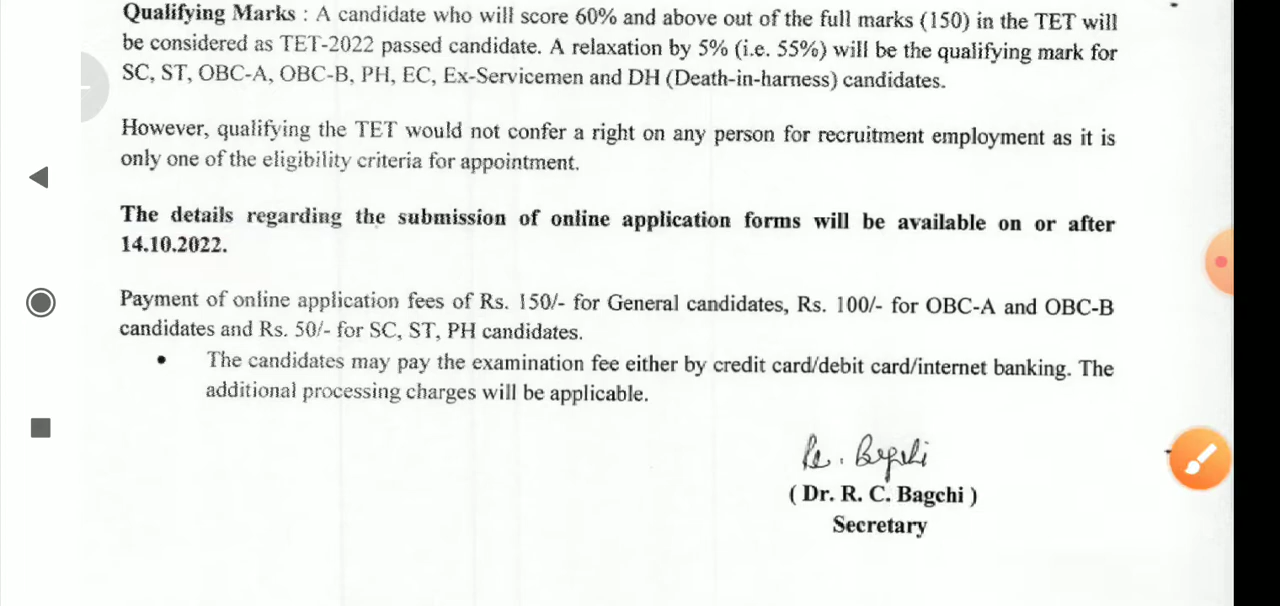 Qualifying Marks : A candidate who will score 60% and above out of the full marks (150) in the TET will
be considered as TET-2022 passed candidate. A relaxation by 5% (i.e. 55%) will be the qualifying mark for
SC, ST, OBC-A, OBC-B, PH, EC, Ex-Servicemen and DH (Death-in-harness) candidates.
However, qualifying the TET would not confer a right on any person for recruitment employment as it is
only one of the eligibility criteria for appointment.
The details regarding the submission of online application forms will be available on or after
14.10.2022.
Payment of online application fees of Rs. 150/- for General candidates, Rs. 100/- for OBC-A and OBC-B
candidates and Rs. 50/- for SC, ST, PH candidates.
• The candidates may pay the examination fee either by credit card/debit card/internet banking. The
additional processing charges will be applicable.
( Dr. R. C. Bagchi )
Secretary